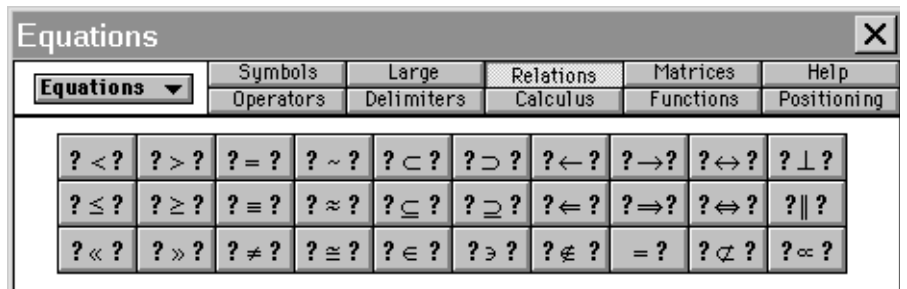 Equations
Equations Symbols Large Relations Matrices Help
Operators Delimiters Calculus Functions Positioning
? < ? ? > ? ? = ? ? ~ ? ? ⊂ ? ? ⊃ ? ? ← ? ? → ? ? ↔ ? ? ⊥ ?
? ≤ ? ? ≥ ? ? ≡ ? ? ≈ ? ? ⊆ ? ? ⊇ ? ? ⇐ ? ? ⇒ ? ? ⇔ ? ? ∥ ?
? « ? ? » ? ? ≠ ? ? ≅ ? ? ∈ ? ? ∋ ? ? ∉ ? = ? ? ⊄ ? ? ∝ ?